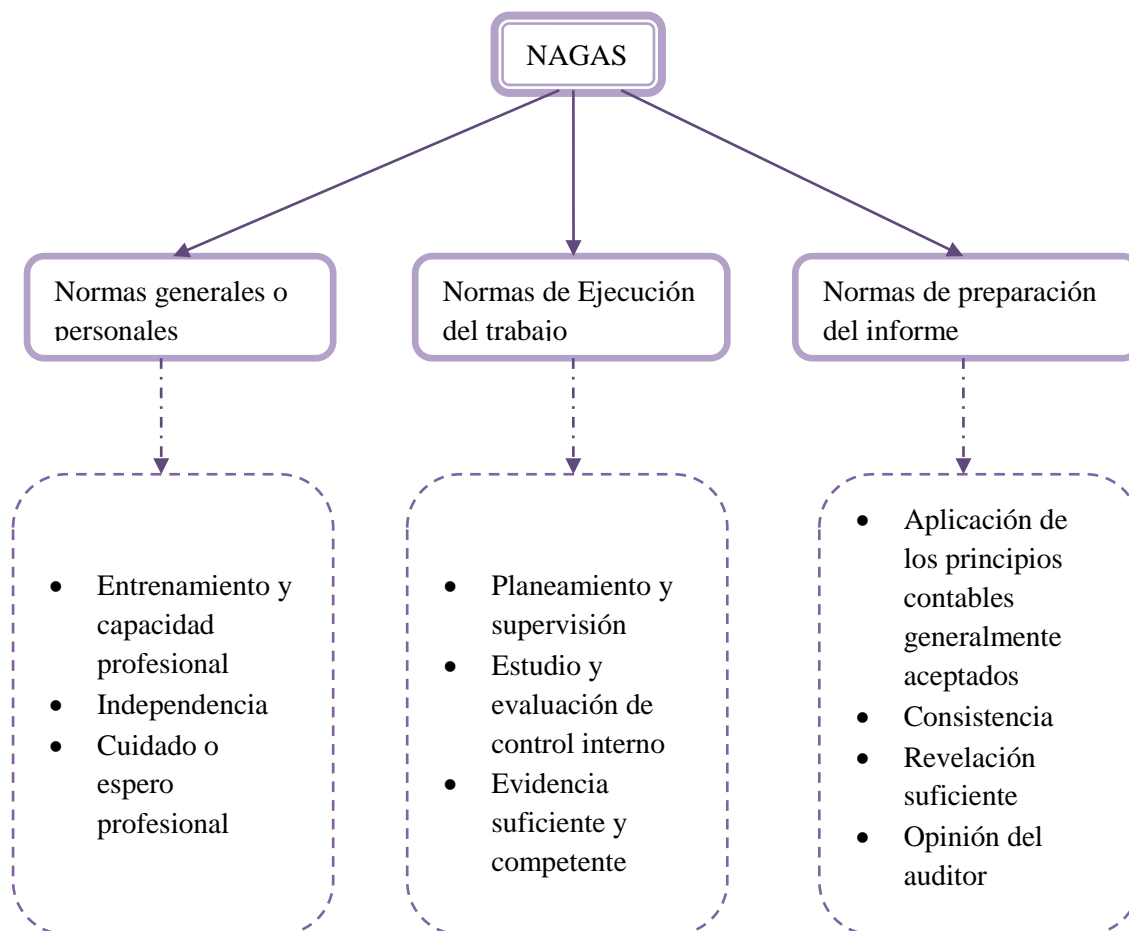 NAGAS
Normas generales o
personales
Normas de Ejecución
del trabajo
Normas de preparación
del informe
• Entrenamiento y
capacidad
profesional
• Independencia
• Cuidado o
espero
profesional
• Planeamiento y
supervisión
• Estudio y
evaluación de
control interno
• Evidencia
suficiente y
competente
• Aplicación de
los principios
contables
generalmente
aceptados
• Consistencia
• Revelación
suficiente
• Opinión del
auditor